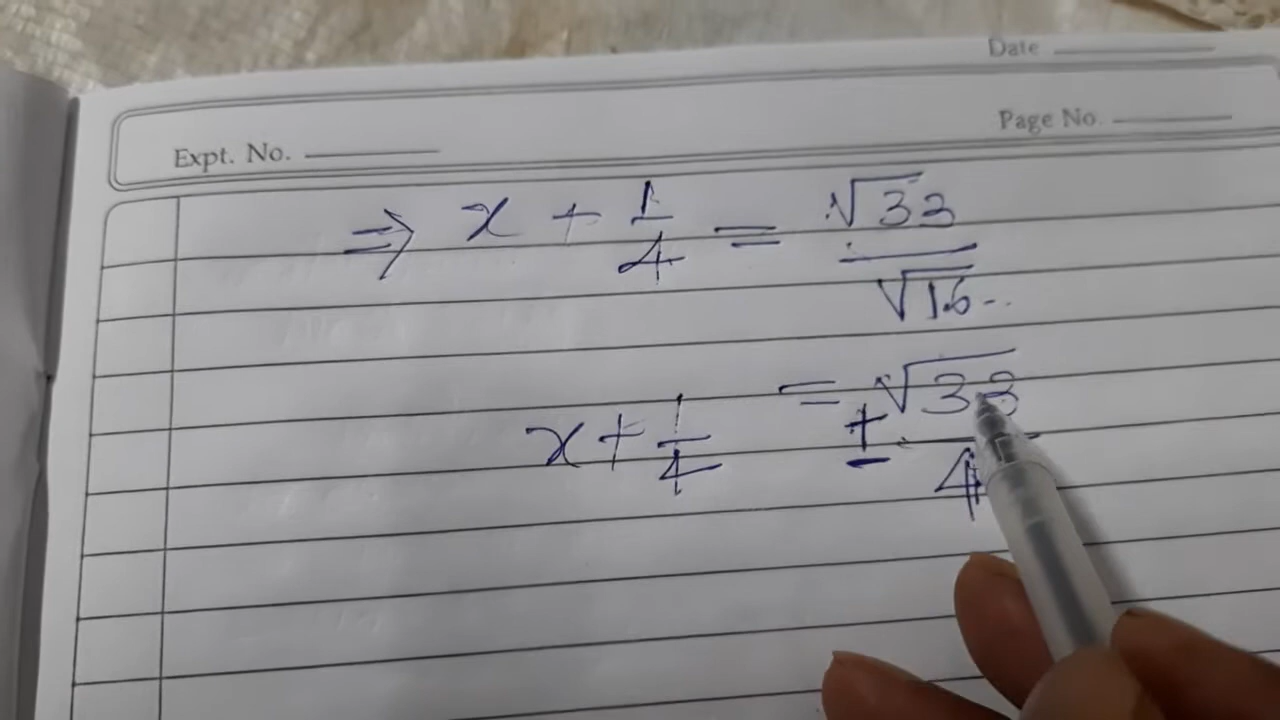 Date
Page No.
Expt. No.
⇒ x + 1/4 = √33/√16
x + 1/4 = ± √33/4